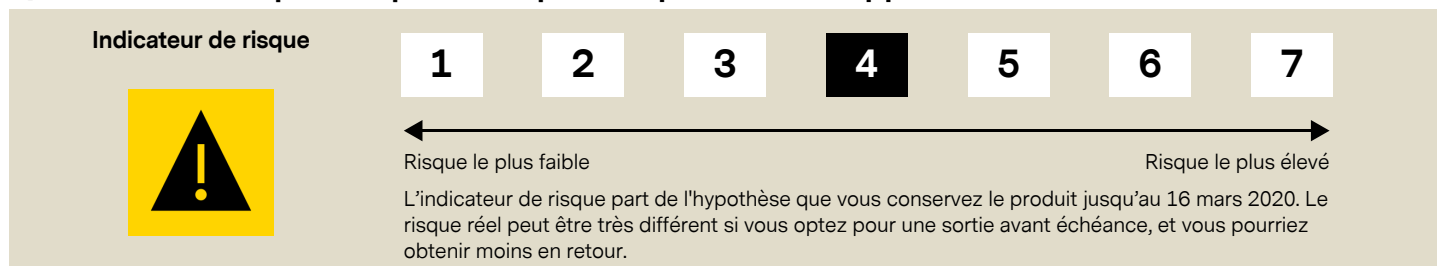 Indicateur de risque
1 2 3 4 5 6 7
Risque le plus faible Risque le plus élevé
L'indicateur de risque part de l'hypothèse que vous conservez le produit jusqu'au 16 mars 2020. Le
risque réel peut être très différent si vous optez pour une sortie avant échéance, et vous pourriez
obtenir moins en retour.